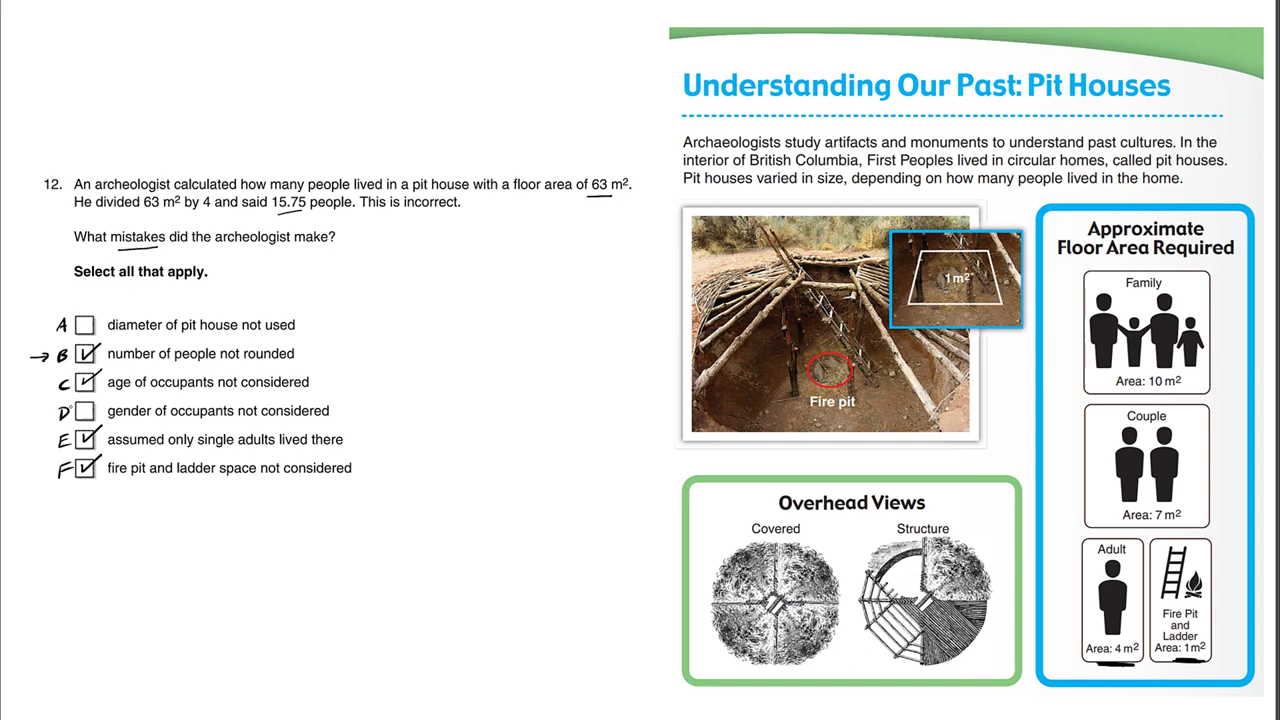 12. An archeologist calculated how many people lived in a pit house with a floor area of 63 m².
He divided 63 m² by 4 and said 15.75 people. This is incorrect.
What mistakes did the archeologist make?
Select all that apply.
A diameter of pit house not used
→ B number of people not rounded
C age of occupants not considered
D gender of occupants not considered
E assumed only single adults lived there
F fire pit and ladder space not considered
Understanding Our Past: Pit Houses
Archaeologists study artifacts and monuments to understand past cultures. In the
interior of British Columbia, First Peoples lived in circular homes, called pit houses.
Pit houses varied in size, depending on how many people lived in the home.
1 m²
Fire pit
Overhead Views
Covered
Structure
Approximate
Floor Area Required
Family
Area: 10 m²
Couple
Area: 7 m²
Adult
Area: 4 m²
Fire Pit
and
Ladder
Area: 1 m²